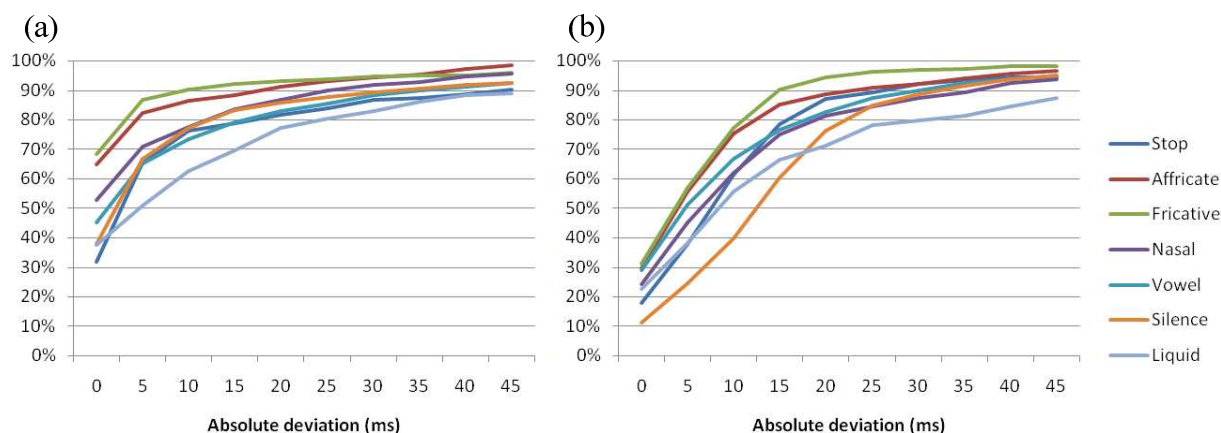 (a)
100%
90%
80%
70%
60%
50%
40%
30%
20%
10%
0%
0 5 10 15 20 25 30 35 40 45
Absolute deviation (ms)
(b)
100%
90%
80%
70%
60%
50%
40%
30%
20%
10%
0%
0 5 10 15 20 25 30 35 40 45
Absolute deviation (ms)
Stop
Affricate
Fricative
Nasal
Vowel
Silence
Liquid